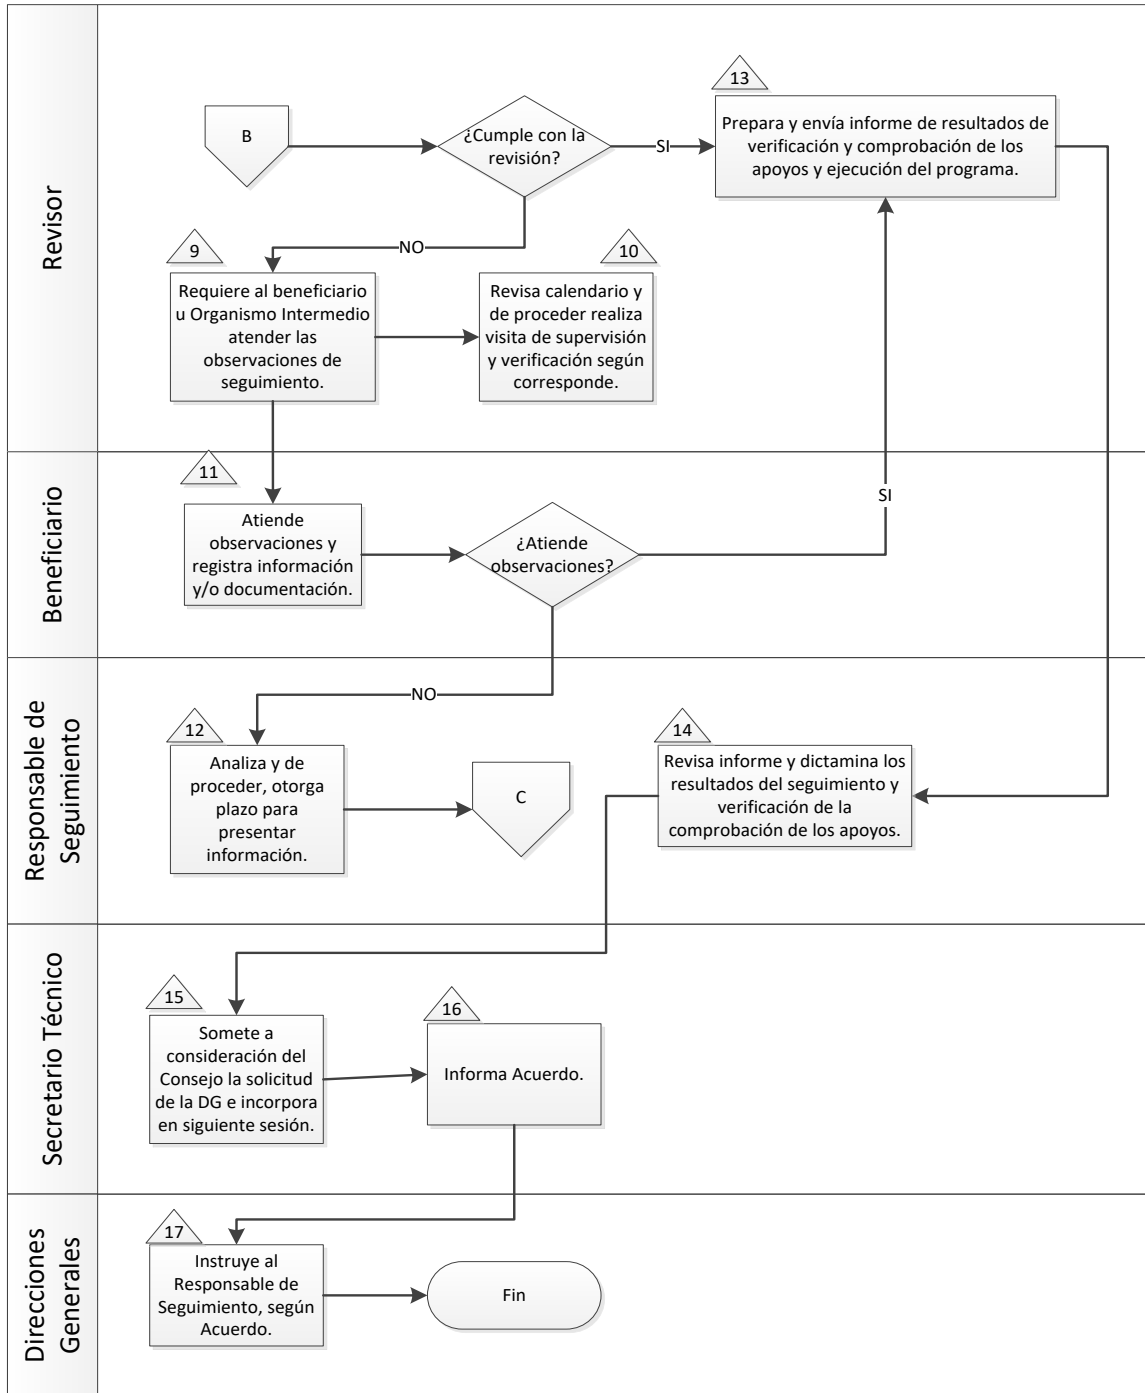 Revisor
B
¿Cumple con la
revisión?
SI
13
Prepara y envía informe de resultados de
verificación y comprobación de los
apoyos y ejecución del programa.
NO
9
Requiere al beneficiario
u Organismo Intermedio
atender las
observaciones de
seguimiento.
10
Revisa calendario y
de proceder realiza
visita de supervisión
y verificación según
corresponde.
Beneficiario
11
Atiende
observaciones y
registra información
y/o documentación.
¿Atiende
observaciones?
SI
Responsable de
Seguimiento
NO
12
Analiza y de
proceder, otorga
plazo para
presentar
información.
C
14
Revisa informe y dictamina los
resultados del seguimiento y
verificación de la
comprobación de los apoyos.
Secretario Técnico
15
Somete a
consideración del
Consejo la solicitud
de la DG e incorpora
en siguiente sesión.
16
Informa Acuerdo.
Direcciones
Generales
17
Instruye al
Responsable de
Seguimiento, según
Acuerdo.
Fin